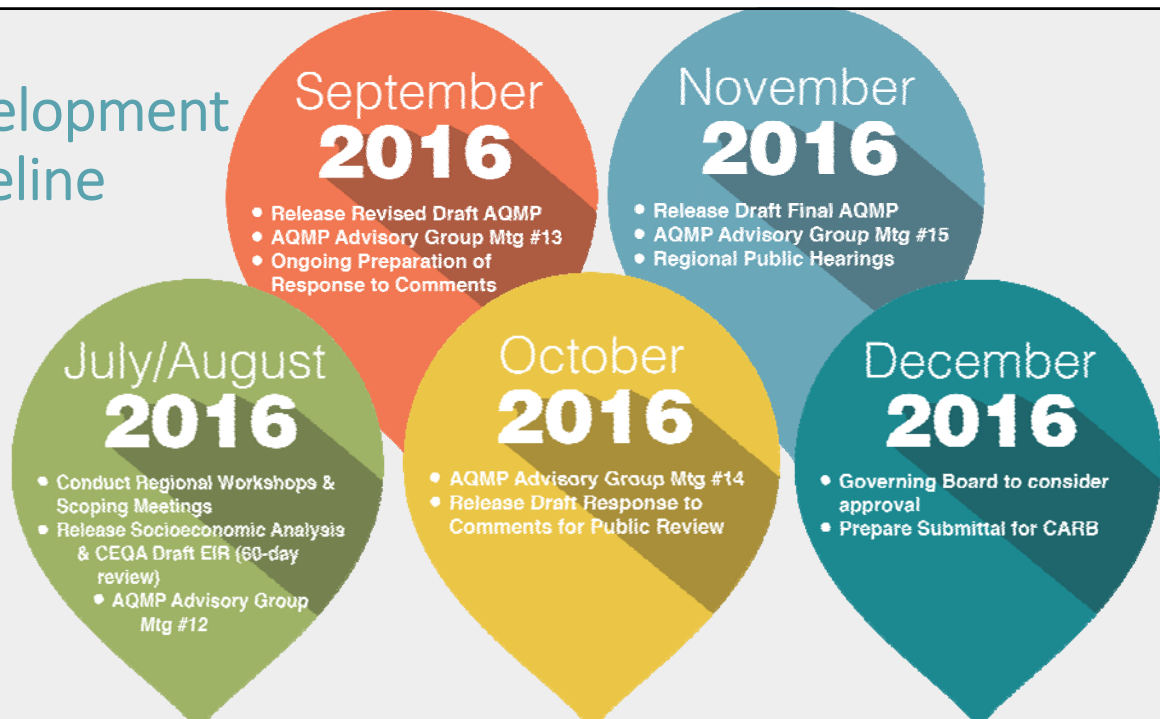 elopment
eline
July/August
2016
• Conduct Regional Workshops &
Scoping Meetings
• Release Socioeconomic Analysis
& CEQA Draft EIR (60-day
review)
• AQMP Advisory Group
Mtg #12
September
2016
• Release Revised Draft AQMP
• AQMP Advisory Group Mtg #13
• Ongoing Preparation of
Response to Comments
October
2016
• AQMP Advisory Group Mtg #14
• Release Draft Response to
Comments for Public Review
November
2016
• Release Draft Final AQMP
• AQMP Advisory Group Mtg #15
• Regional Public Hearings
December
2016
• Governing Board to consider
approval
• Prepare Submittal for CARB